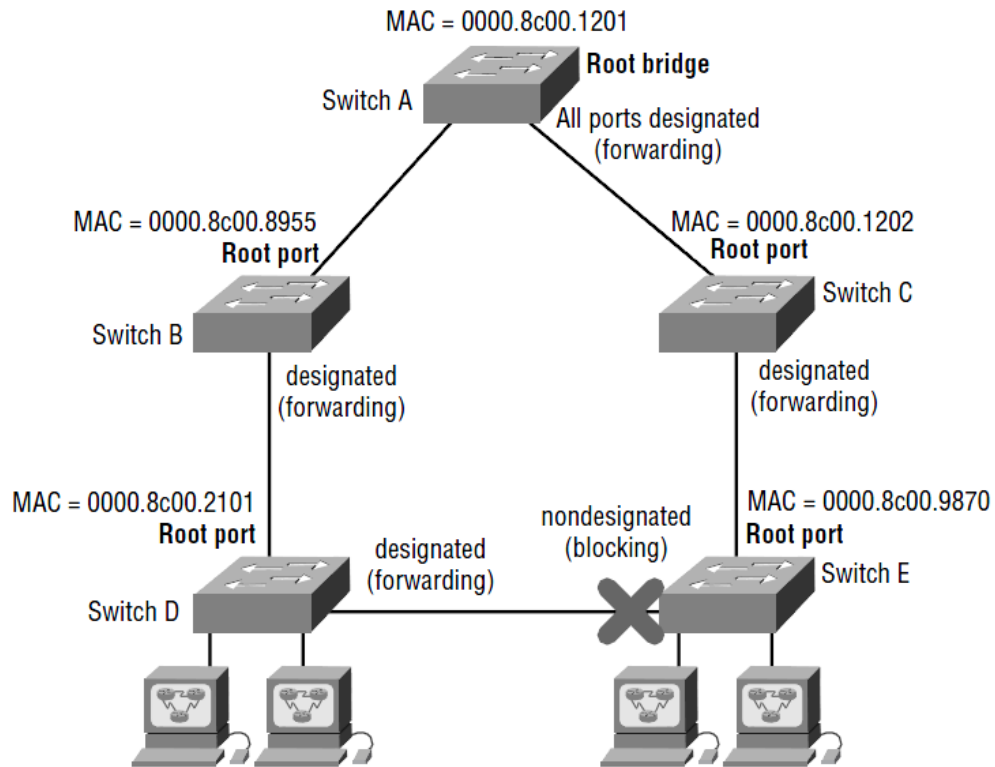 MAC = 0000.8c00.1201
Root bridge
Switch A
All ports designated
(forwarding)
MAC = 0000.8c00.8955
Root port
MAC = 0000.8c00.1202
Root port
Switch B
Switch C
designated
(forwarding)
designated
(forwarding)
MAC = 0000.8c00.2101
Root port
MAC = 0000.8c00.9870
Root port
nondesignated
(blocking)
designated
(forwarding)
Switch D
Switch E